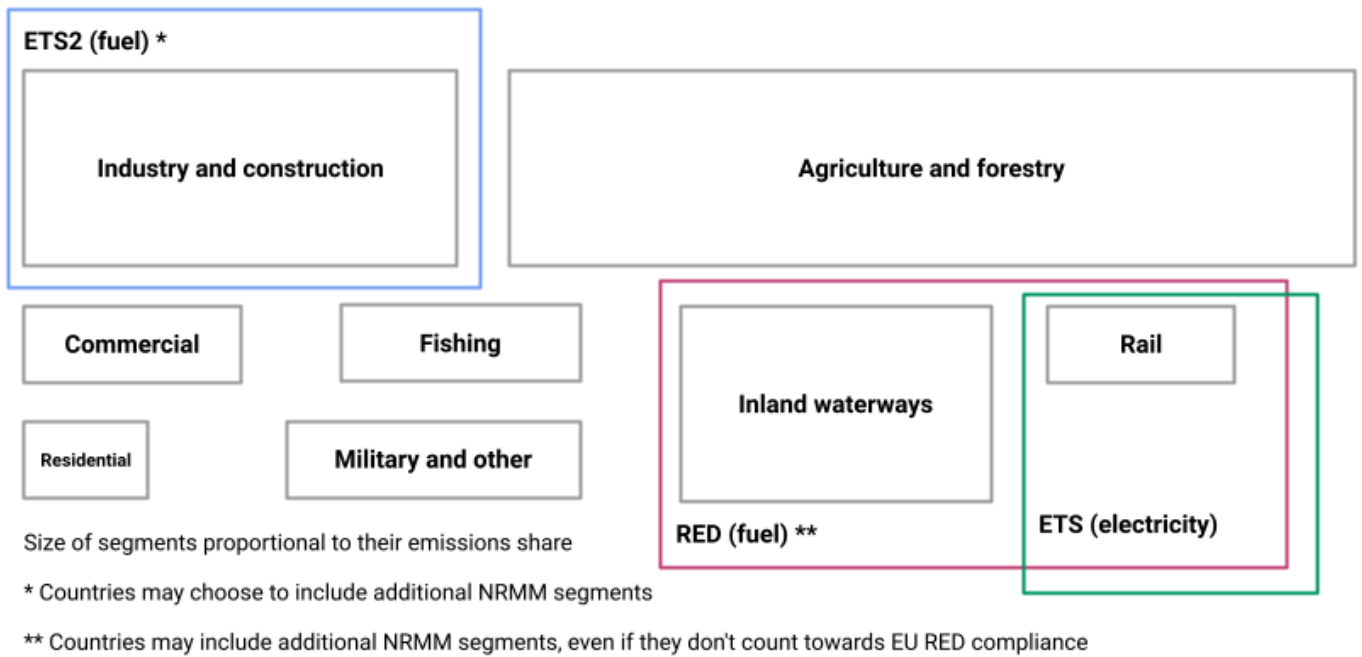 ETS2 (fuel) *
Industry and construction
Agriculture and forestry
Commercial
Fishing
Inland waterways
Rail
Residential
Military and other
RED (fuel) **
ETS (electricity)
Size of segments proportional to their emissions share
* Countries may choose to include additional NRMM segments
** Countries may include additional NRMM segments, even if they don't count towards EU RED compliance